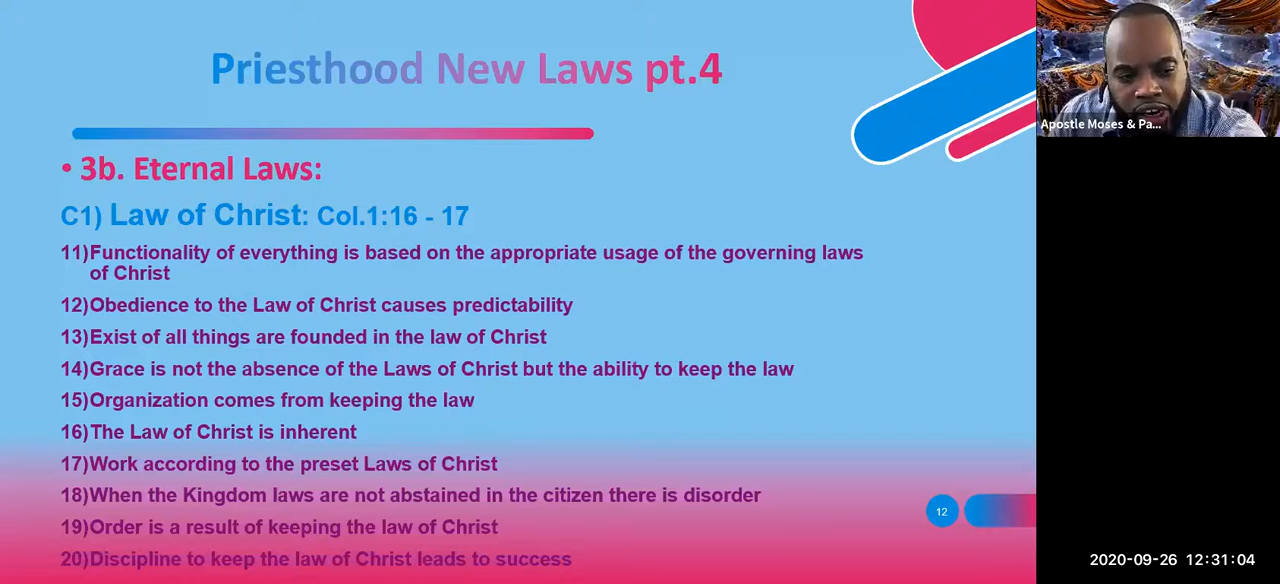 Priesthood New Laws pt.4
• 3b. Eternal Laws:
C1) Law of Christ: Col.1:16 - 17
11)Functionality of everything is based on the appropriate usage of the governing laws
of Christ
12)Obedience to the Law of Christ causes predictability
13)Exist of all things are founded in the law of Christ
14)Grace is not the absence of the Laws of Christ but the ability to keep the law
15)Organization comes from keeping the law
16)The Law of Christ is inherent
17)Work according to the preset Laws of Christ
18)When the Kingdom laws are not abstained in the citizen there is disorder
19)Order is a result of keeping the law of Christ
20)Discipline to keep the law of Christ leads to success
12
Apostle Moses & Pa...
2020-09-26 12:31:04